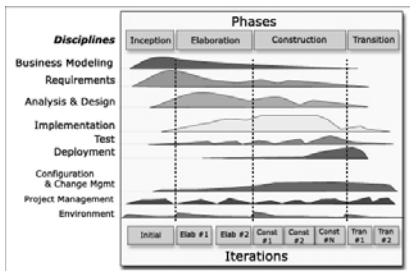 Phases
Disciplines
Inception
Elaboration
Construction
Transition
Business Modeling
Requirements
Analysis & Design
Implementation
Test
Deployment
Configuration
& Change Mgmt
Project Management
Environment
Initial
Elab #1
Elab #2
Const
#1
Const
#2
Const
#N
Tran
#1
Tran
#2
Iterations